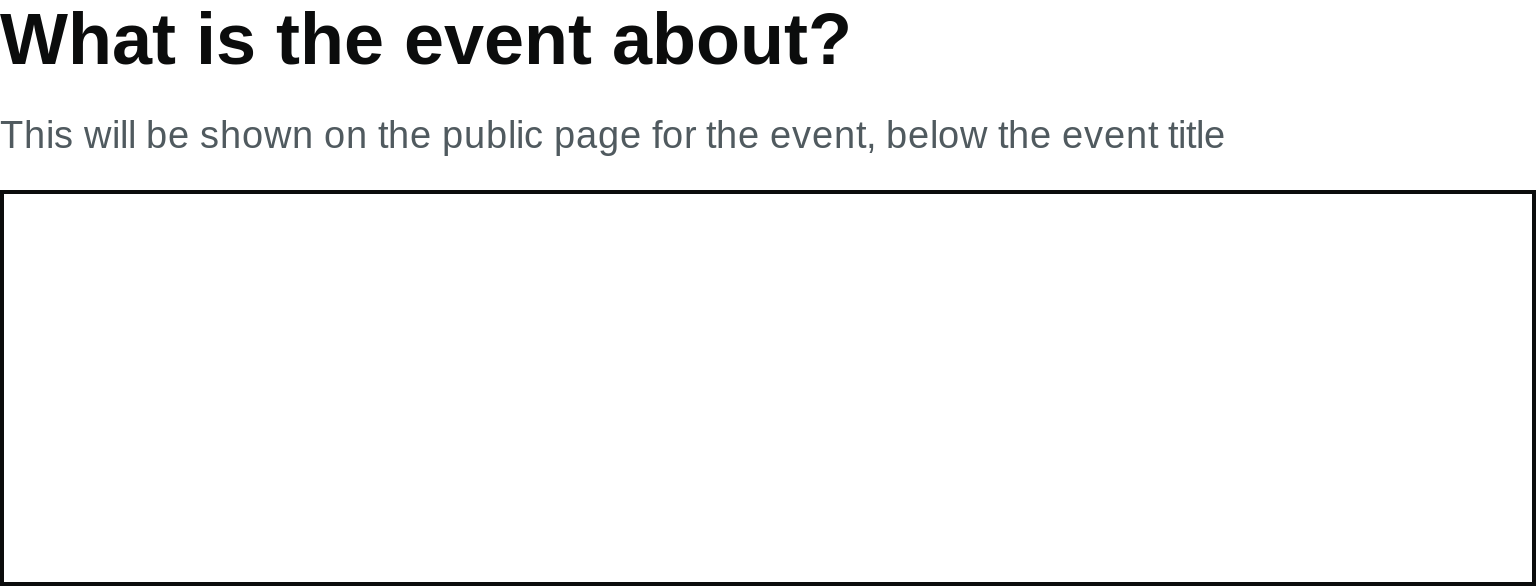 What is the event about?
This will be shown on the public page for the event, below the event title